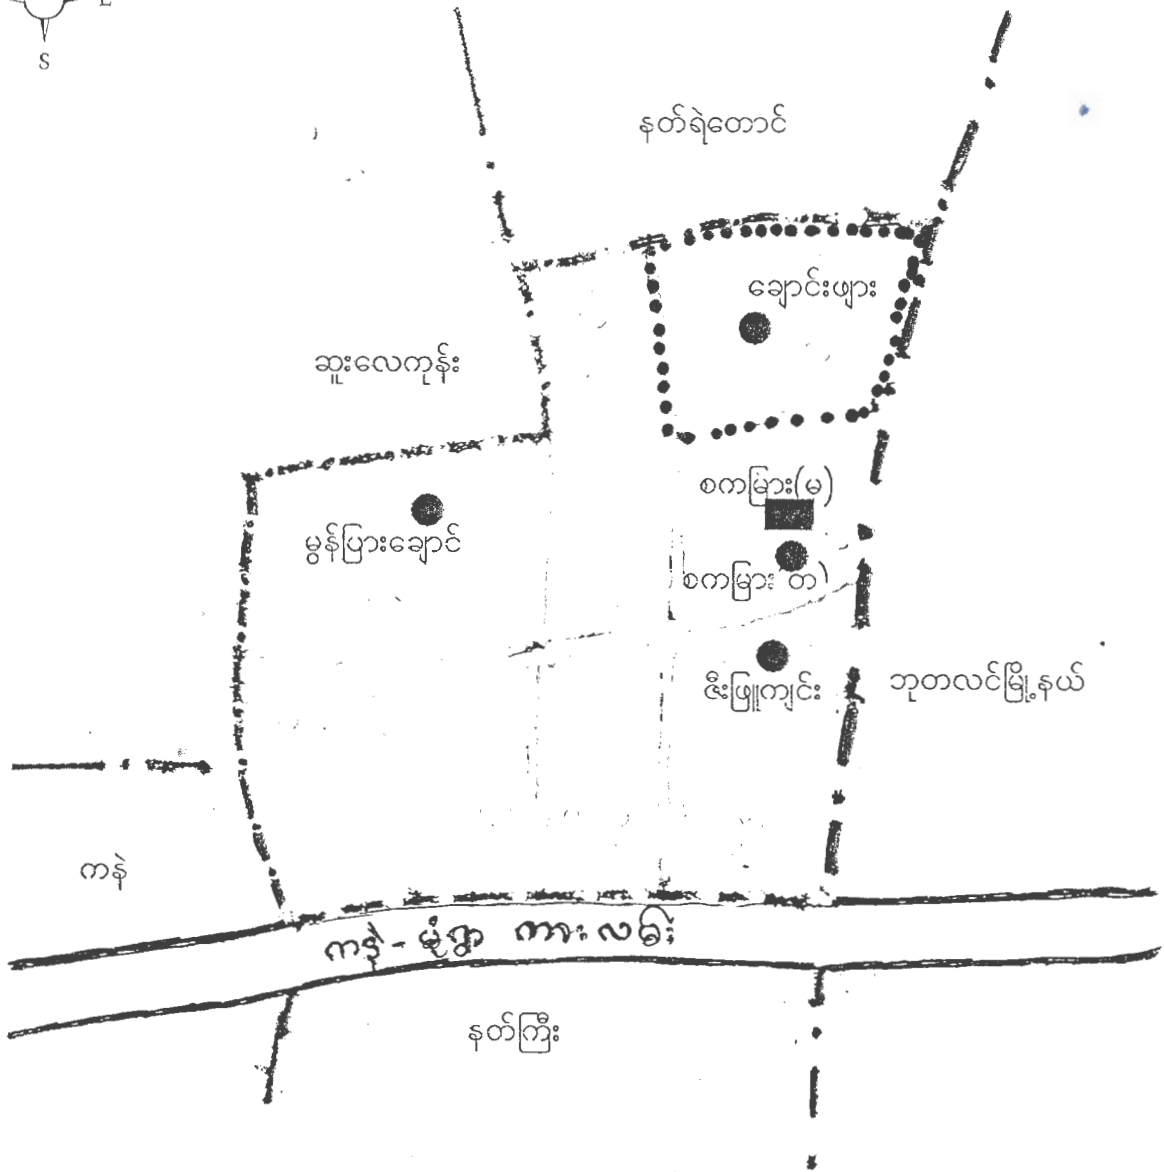 E
S
နတ်ရဲတောင်
ချောင်းဖျား
ဆူးလေကုန်း
စကမြား(မ)
မွန်ပြားချောင်
စကမြား တ)
ဇီးဖြူကျင်း
ဘုတလင်မြို့နယ်
ကနဲ
ကနဲ - မုံရွာ ကားလမ်း
နတ်ကြီး